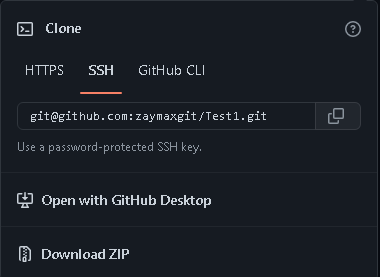 Clone
HTTPS SSH GitHub CLI
git@github.com:zaymaxgit/Test1.git
Use a password-protected SSH key.
Open with GitHub Desktop
Download ZIP